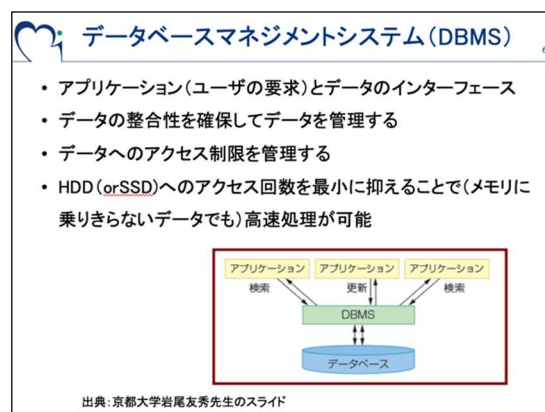 データベースマネジメントシステム(DBMS)
• アプリケーション(ユーザの要求)とデータのインターフェース
• データの整合性を確保してデータを管理する
• データへのアクセス制限を管理する
• HDD(orSSD)へのアクセス回数を最小に抑えることで(メモリに
乗りきらないデータでも)高速処理が可能
アプリケーション アプリケーション アプリケーション
検索 更新 検索
DBMS
データベース
出典:京都大学岩尾友秀先生のスライド